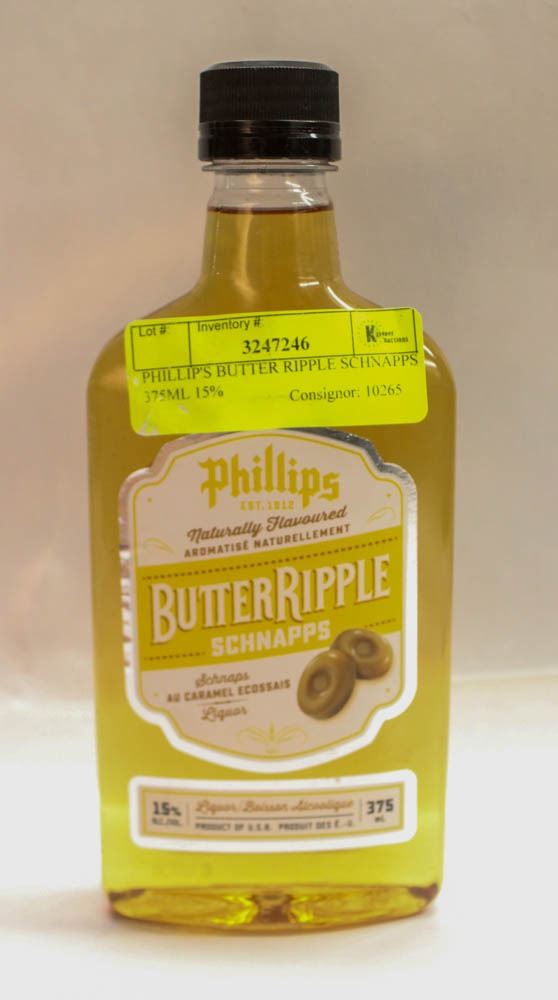 Lot #:
Inventory #:
3247246
PHILLIP'S BUTTER RIPPLE SCHNAPPS
375ML 15%
Consignor: 10265
Phillips
EST. 1912
Naturally Flavoured
AROMATISÉ NATURELLEMENT
BUTTERRIPPLE
SCHNAPPS
Schnaps
AU CARAMEL ECOSSAIS
Liquor
15%
ALC./VOL.
Liquor/Boisson Alcoolique
PRODUCT OF U.S.A. PRODUIT DES É.-U.
375
mL